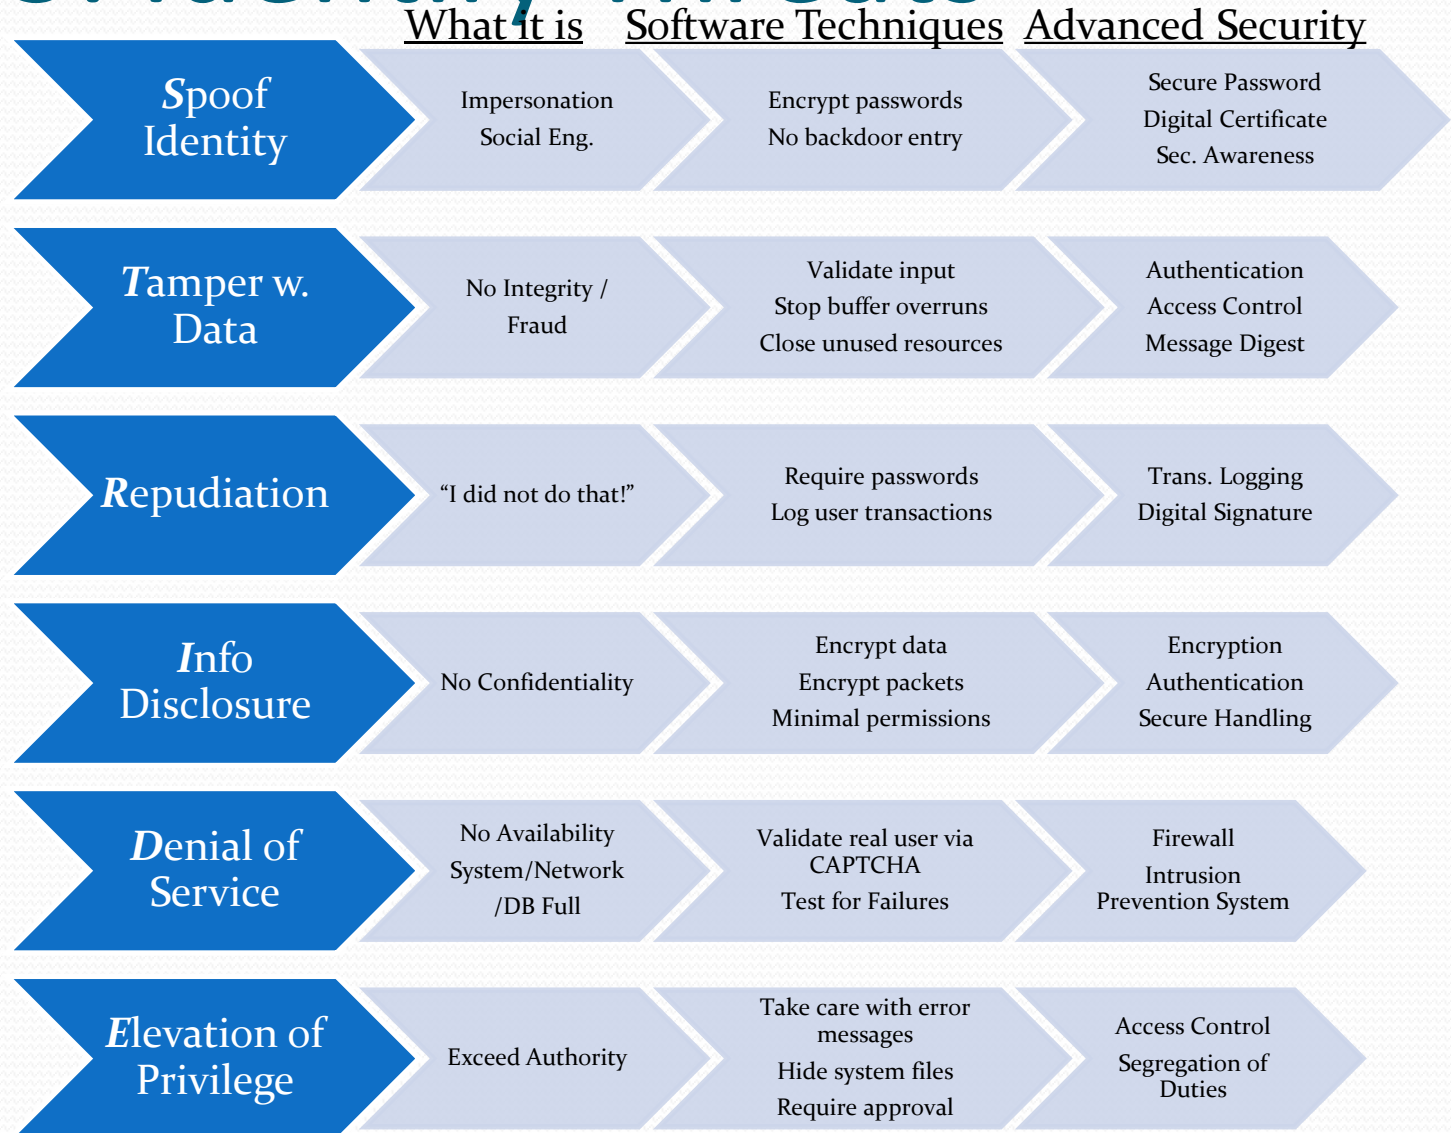 What it is
Software Techniques
Advanced Security
Spoof
Identity
Impersonation
Social Eng.
Encrypt passwords
No backdoor entry
Secure Password
Digital Certificate
Sec. Awareness
Tamper w.
Data
No Integrity /
Fraud
Validate input
Stop buffer overruns
Close unused resources
Authentication
Access Control
Message Digest
Repudiation
“I did not do that!”
Require passwords
Log user transactions
Trans. Logging
Digital Signature
Info
Disclosure
No Confidentiality
Encrypt data
Encrypt packets
Minimal permissions
Encryption
Authentication
Secure Handling
Denial of
Service
No Availability
System/Network
/DB Full
Validate real user via
CAPTCHA
Test for Failures
Firewall
Intrusion
Prevention System
Elevation of
Privilege
Exceed Authority
Take care with error
messages
Hide system files
Require approval
Access Control
Segregation of
Duties